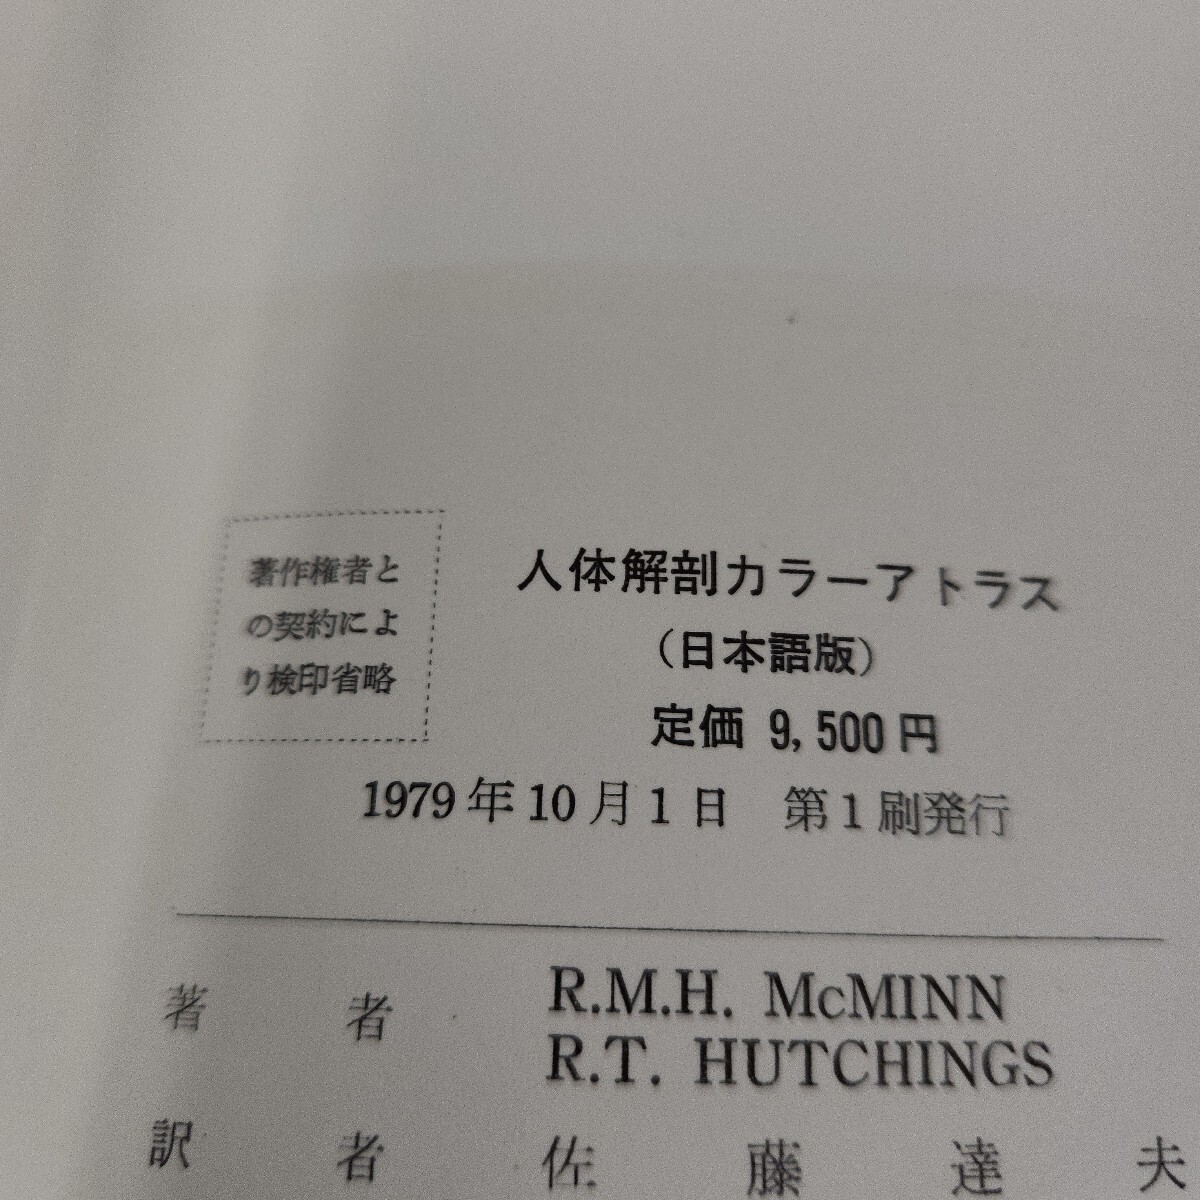 著作権者と
の契約によ
り検印省略
人体解剖カラーアトラス
(日本語版)
定価 9,500円
1979年10月1日 第1刷発行
著者 R.M.H. McMINN
R.T. HUTCHINGS
訳者 佐藤達夫